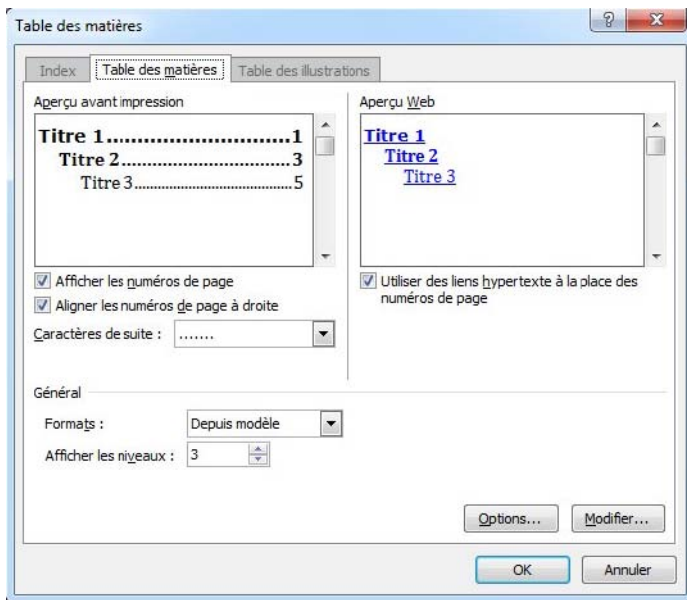 Table des matières
Index
Table des matières
Table des illustrations
Aperçu avant impression
Titre 1..............................1
Titre 2..............................3
Titre 3..............................5
Afficher les numéros de page
Aligner les numéros de page à droite
Caractères de suite : .......
Aperçu Web
Titre 1
Titre 2
Titre 3
Utiliser des liens hypertexte à la place des
numéros de page
Général
Formats : Depuis modèle
Afficher les niveaux : 3
Options...
Modifier...
OK
Annuler